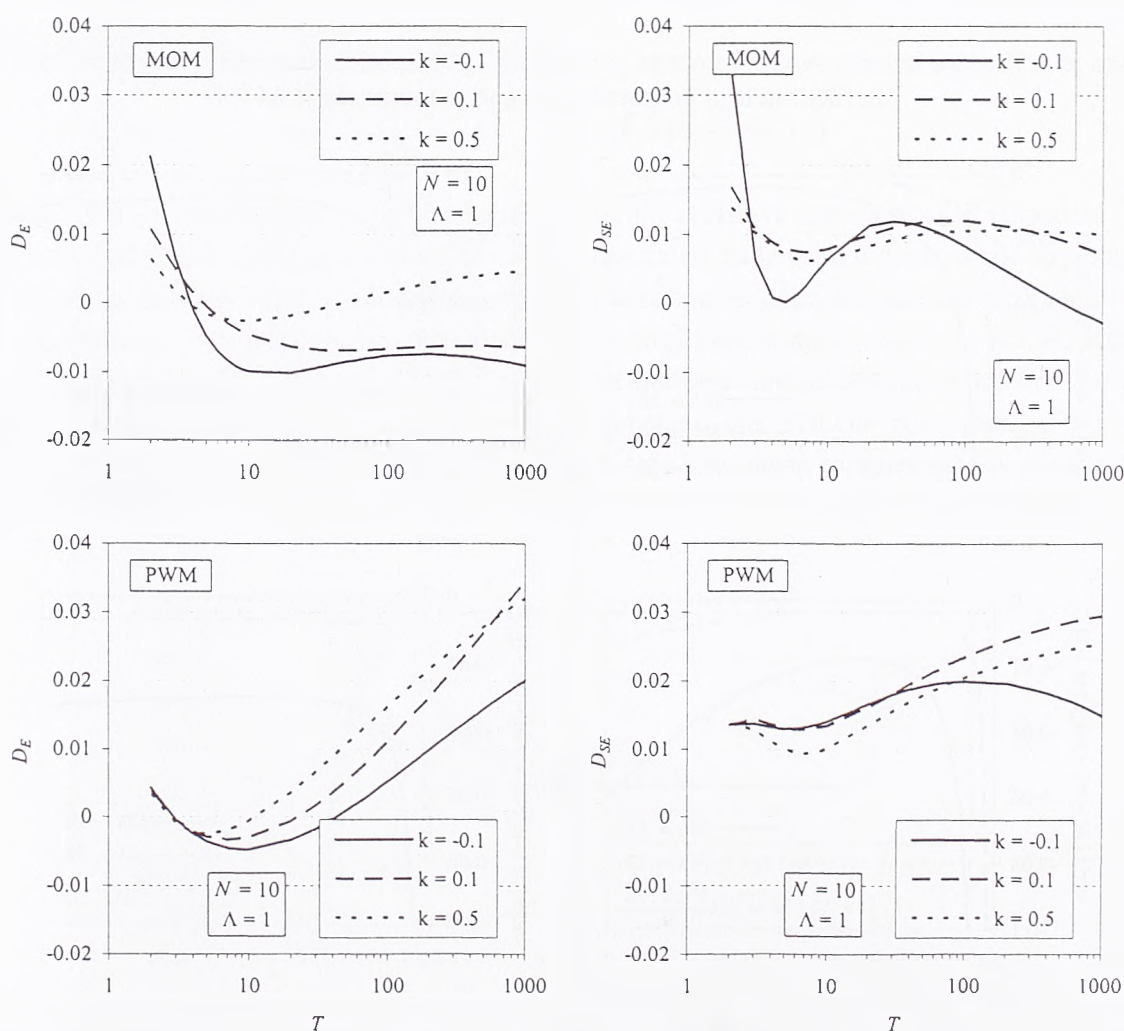 0.04
0.03
0.02
0.01
0
-0.01
-0.02
D_E
MOM
k = -0.1
k = 0.1
k = 0.5
N = 10
Λ = 1
1
10
100
1000
0.04
0.03
0.02
0.01
0
-0.01
-0.02
D_SE
MOM
k = -0.1
k = 0.1
k = 0.5
N = 10
Λ = 1
1
10
100
1000
0.04
0.03
0.02
0.01
0
-0.01
-0.02
D_E
PWM
k = -0.1
k = 0.1
k = 0.5
N = 10
Λ = 1
1
10
100
1000
T
0.04
0.03
0.02
0.01
0
-0.01
-0.02
D_SE
PWM
k = -0.1
k = 0.1
k = 0.5
N = 10
Λ = 1
1
10
100
1000
T